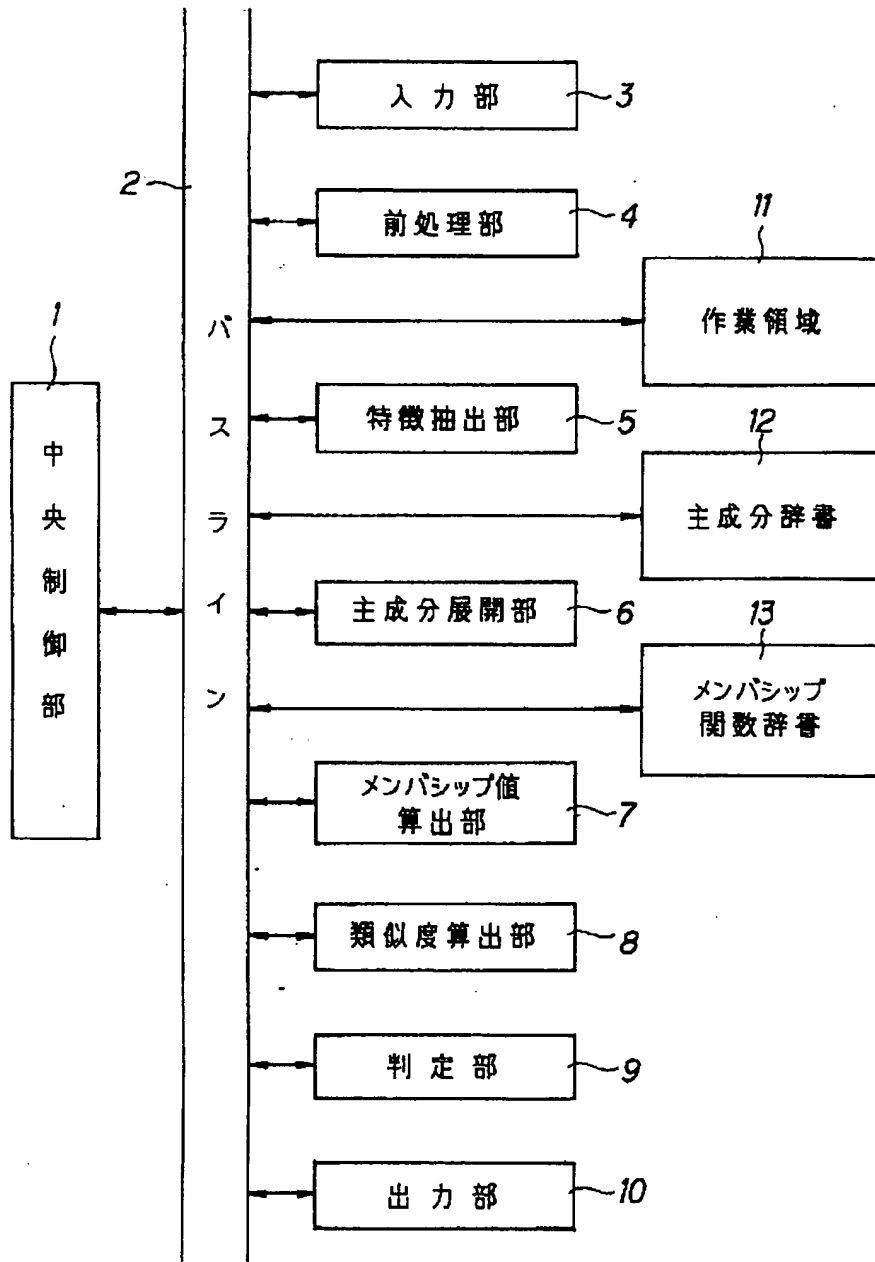 入力部 3
2
前処理部 4
11
作業領域
1
中央制御部
バスライン
特徴抽出部 5
12
主成分辞書
主成分展開部 6
13
メンバシップ
関数辞書
メンバシップ値
算出部 7
類似度算出部 8
判定部 9
出力部 10